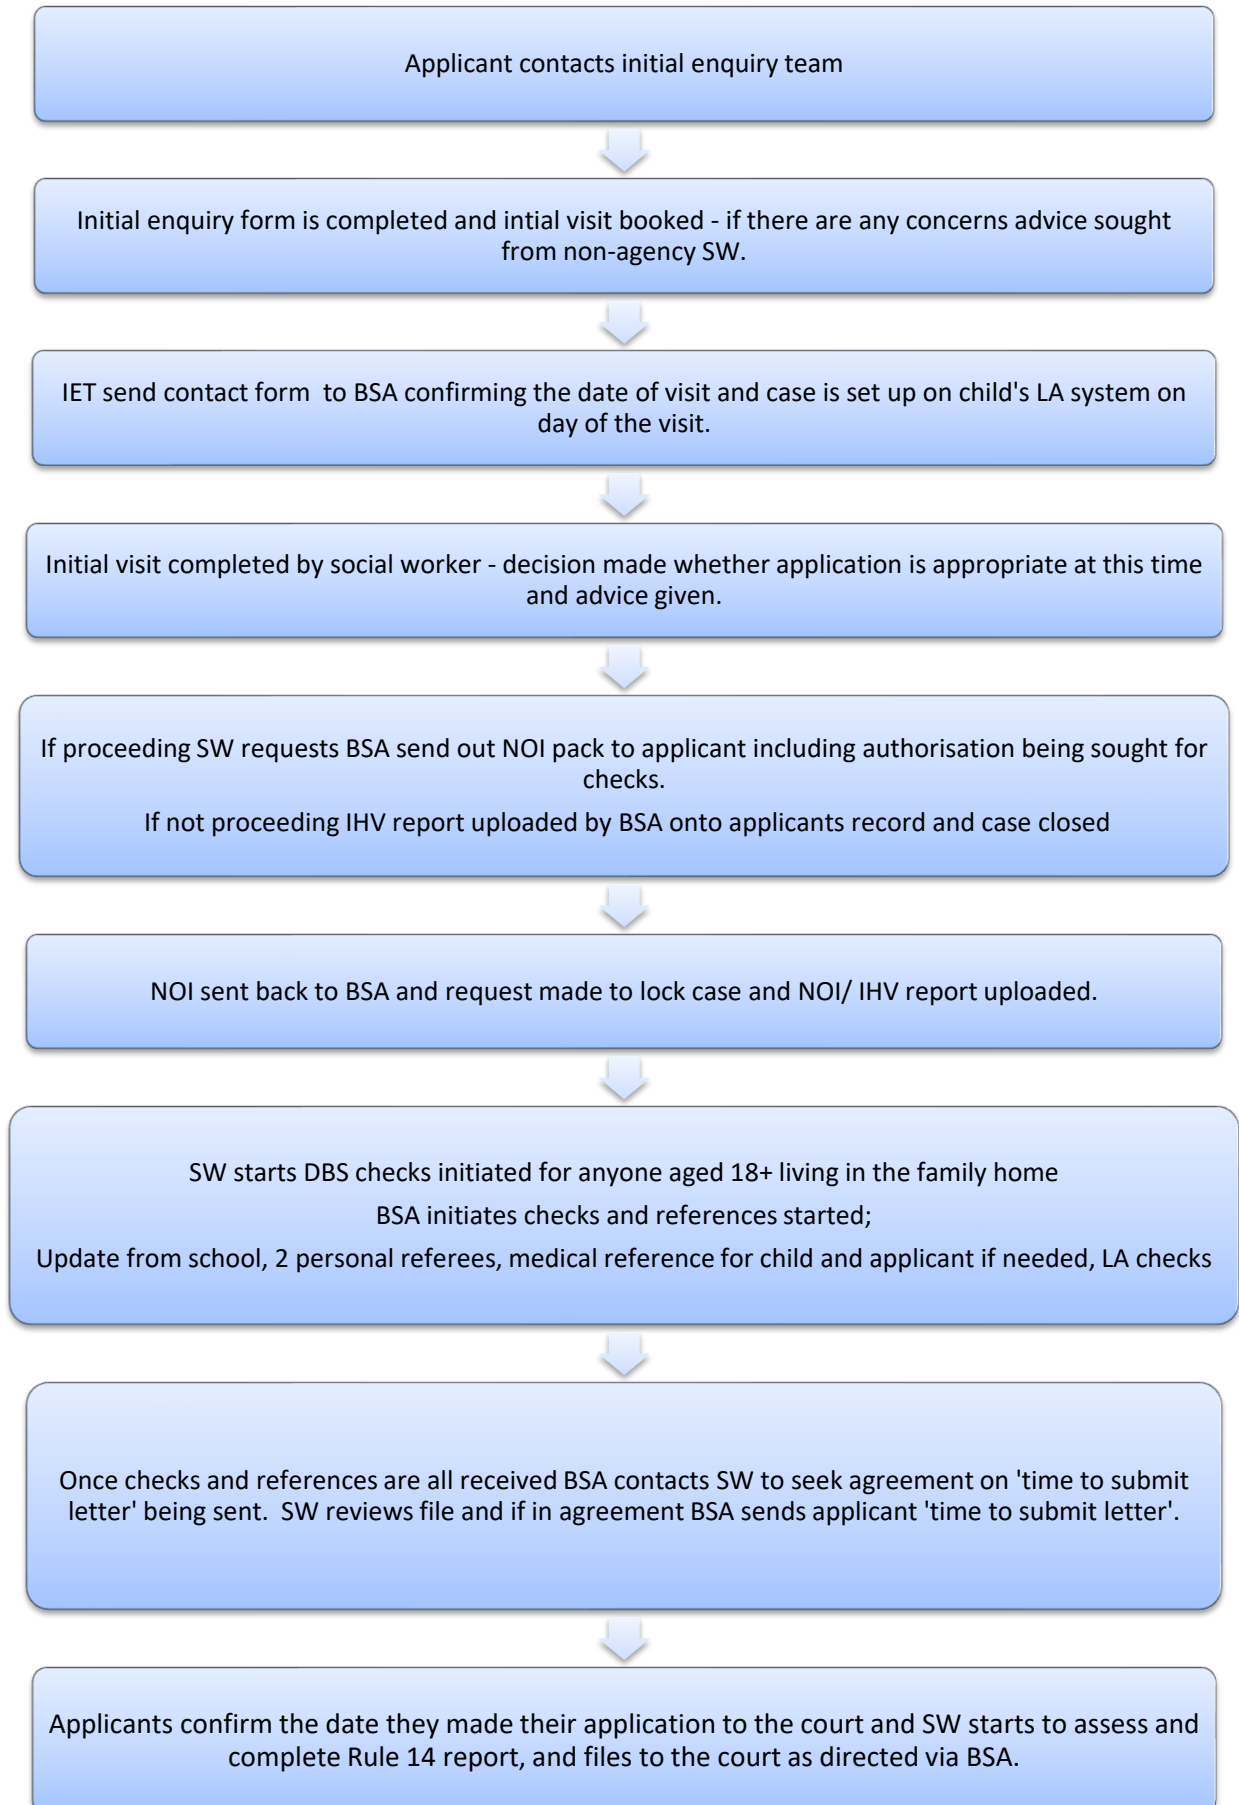 Applicant contacts initial enquiry team
Initial enquiry form is completed and intial visit booked - if there are any concerns advice sought
from non-agency SW.
IET send contact form  to BSA confirming the date of visit and case is set up on child's LA system on
day of the visit.
Initial visit completed by social worker - decision made whether application is appropriate at this time
and advice given.
If proceeding SW requests BSA send out NOI pack to applicant including authorisation being sought for
checks.
If not proceeding IHV report uploaded by BSA onto applicants record and case closed
NOI sent back to BSA and request made to lock case and NOI/ IHV report uploaded.
SW starts DBS checks initiated for anyone aged 18+ living in the family home
BSA initiates checks and references started;
Update from school, 2 personal referees, medical reference for child and applicant if needed, LA checks
Once checks and references are all received BSA contacts SW to seek agreement on 'time to submit
letter' being sent.  SW reviews file and if in agreement BSA sends applicant 'time to submit letter'.
Applicants confirm the date they made their application to the court and SW starts to assess and
complete Rule 14 report, and files to the court as directed via BSA.